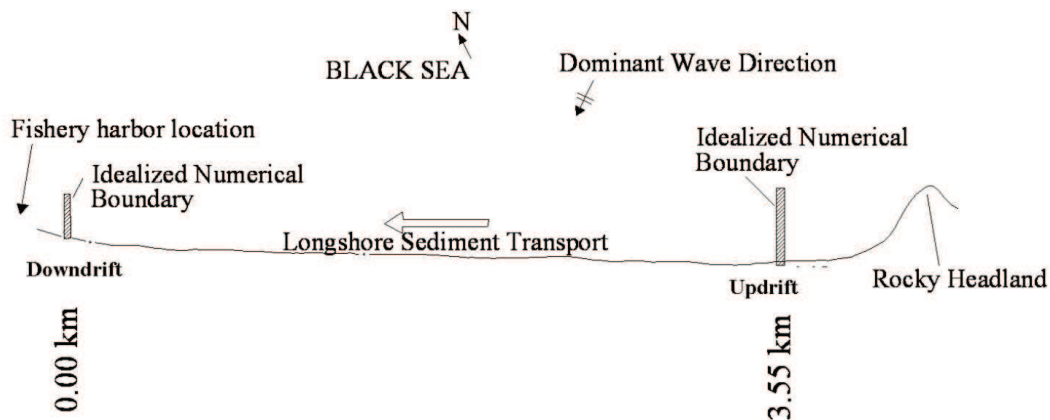 N
BLACK SEA
Dominant Wave Direction
Fishery harbor location
Idealized Numerical
Boundary
Idealized Numerical
Boundary
Longshore Sediment Transport
Downdrift
Updrift
Rocky Headland
0.00 km
3.55 km